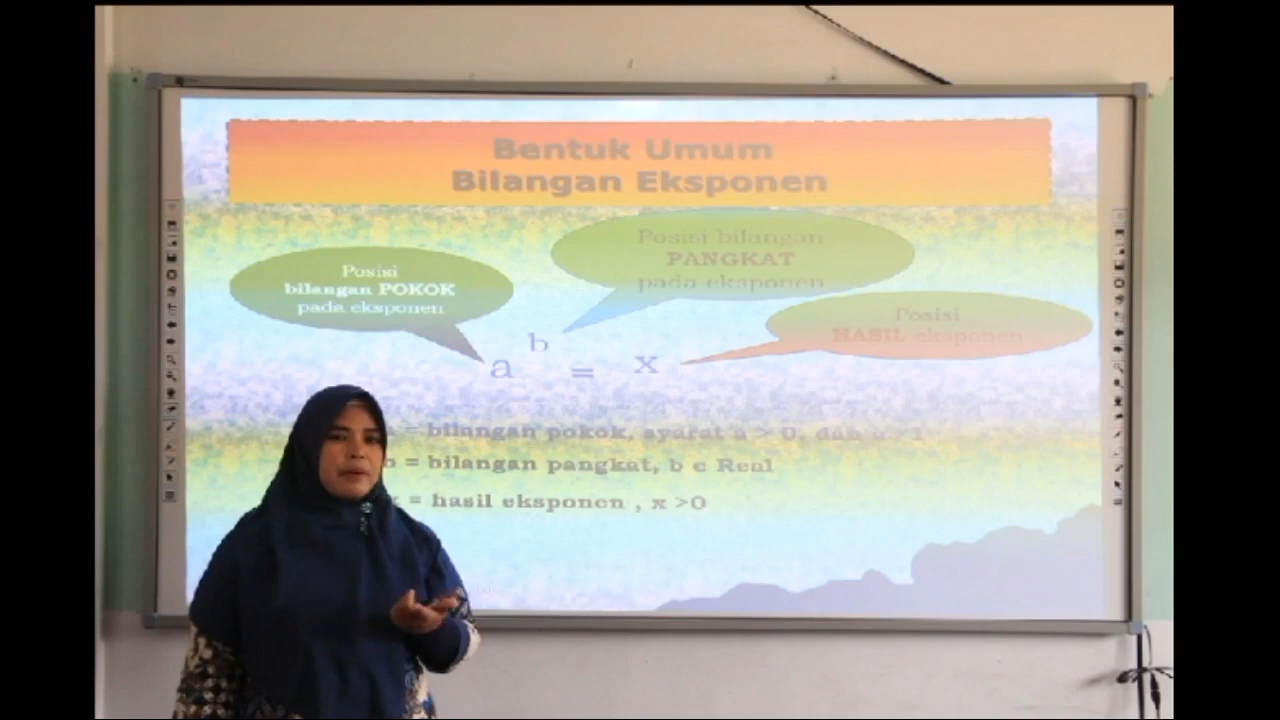 Bentuk Umum
Bilangan Eksponen
Posisi bilangan
PANGKAT
pada eksponen
Posisi
bilangan POKOK
pada eksponen
Posisi
HASIL eksponen
a^b = x
= bilangan pokok, syarat a > 0, dan a
b = bilangan pangkat, b e Real
x = hasil eksponen , x >0